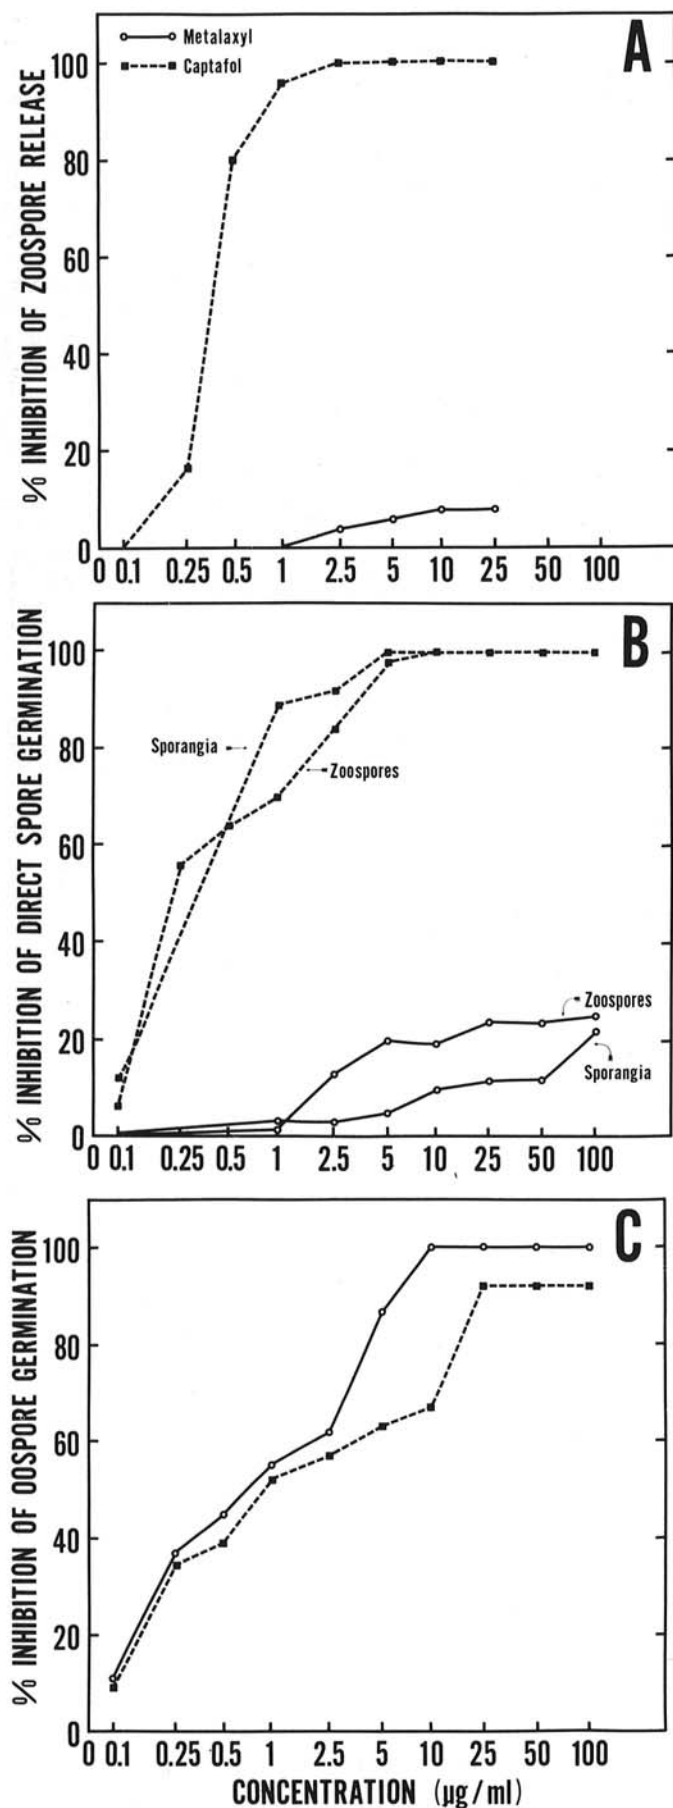 Metalaxyl
Captafol
A
% INHIBITION OF ZOOSPORE RELEASE
100
80
60
40
20
0
0 0.1 0.25 0.5 1 2.5 5 10 25 50 100
B
% INHIBITION OF DIRECT SPORE GERMINATION
100
80
60
40
20
0
Sporangia
Zoospores
Zoospores
Sporangia
0 0.1 0.25 0.5 1 2.5 5 10 25 50 100
C
% INHIBITION OF OOSPORE GERMINATION
100
80
60
40
20
0
0 0.1 0.25 0.5 1 2.5 5 10 25 50 100
CONCENTRATION (µg/ml)